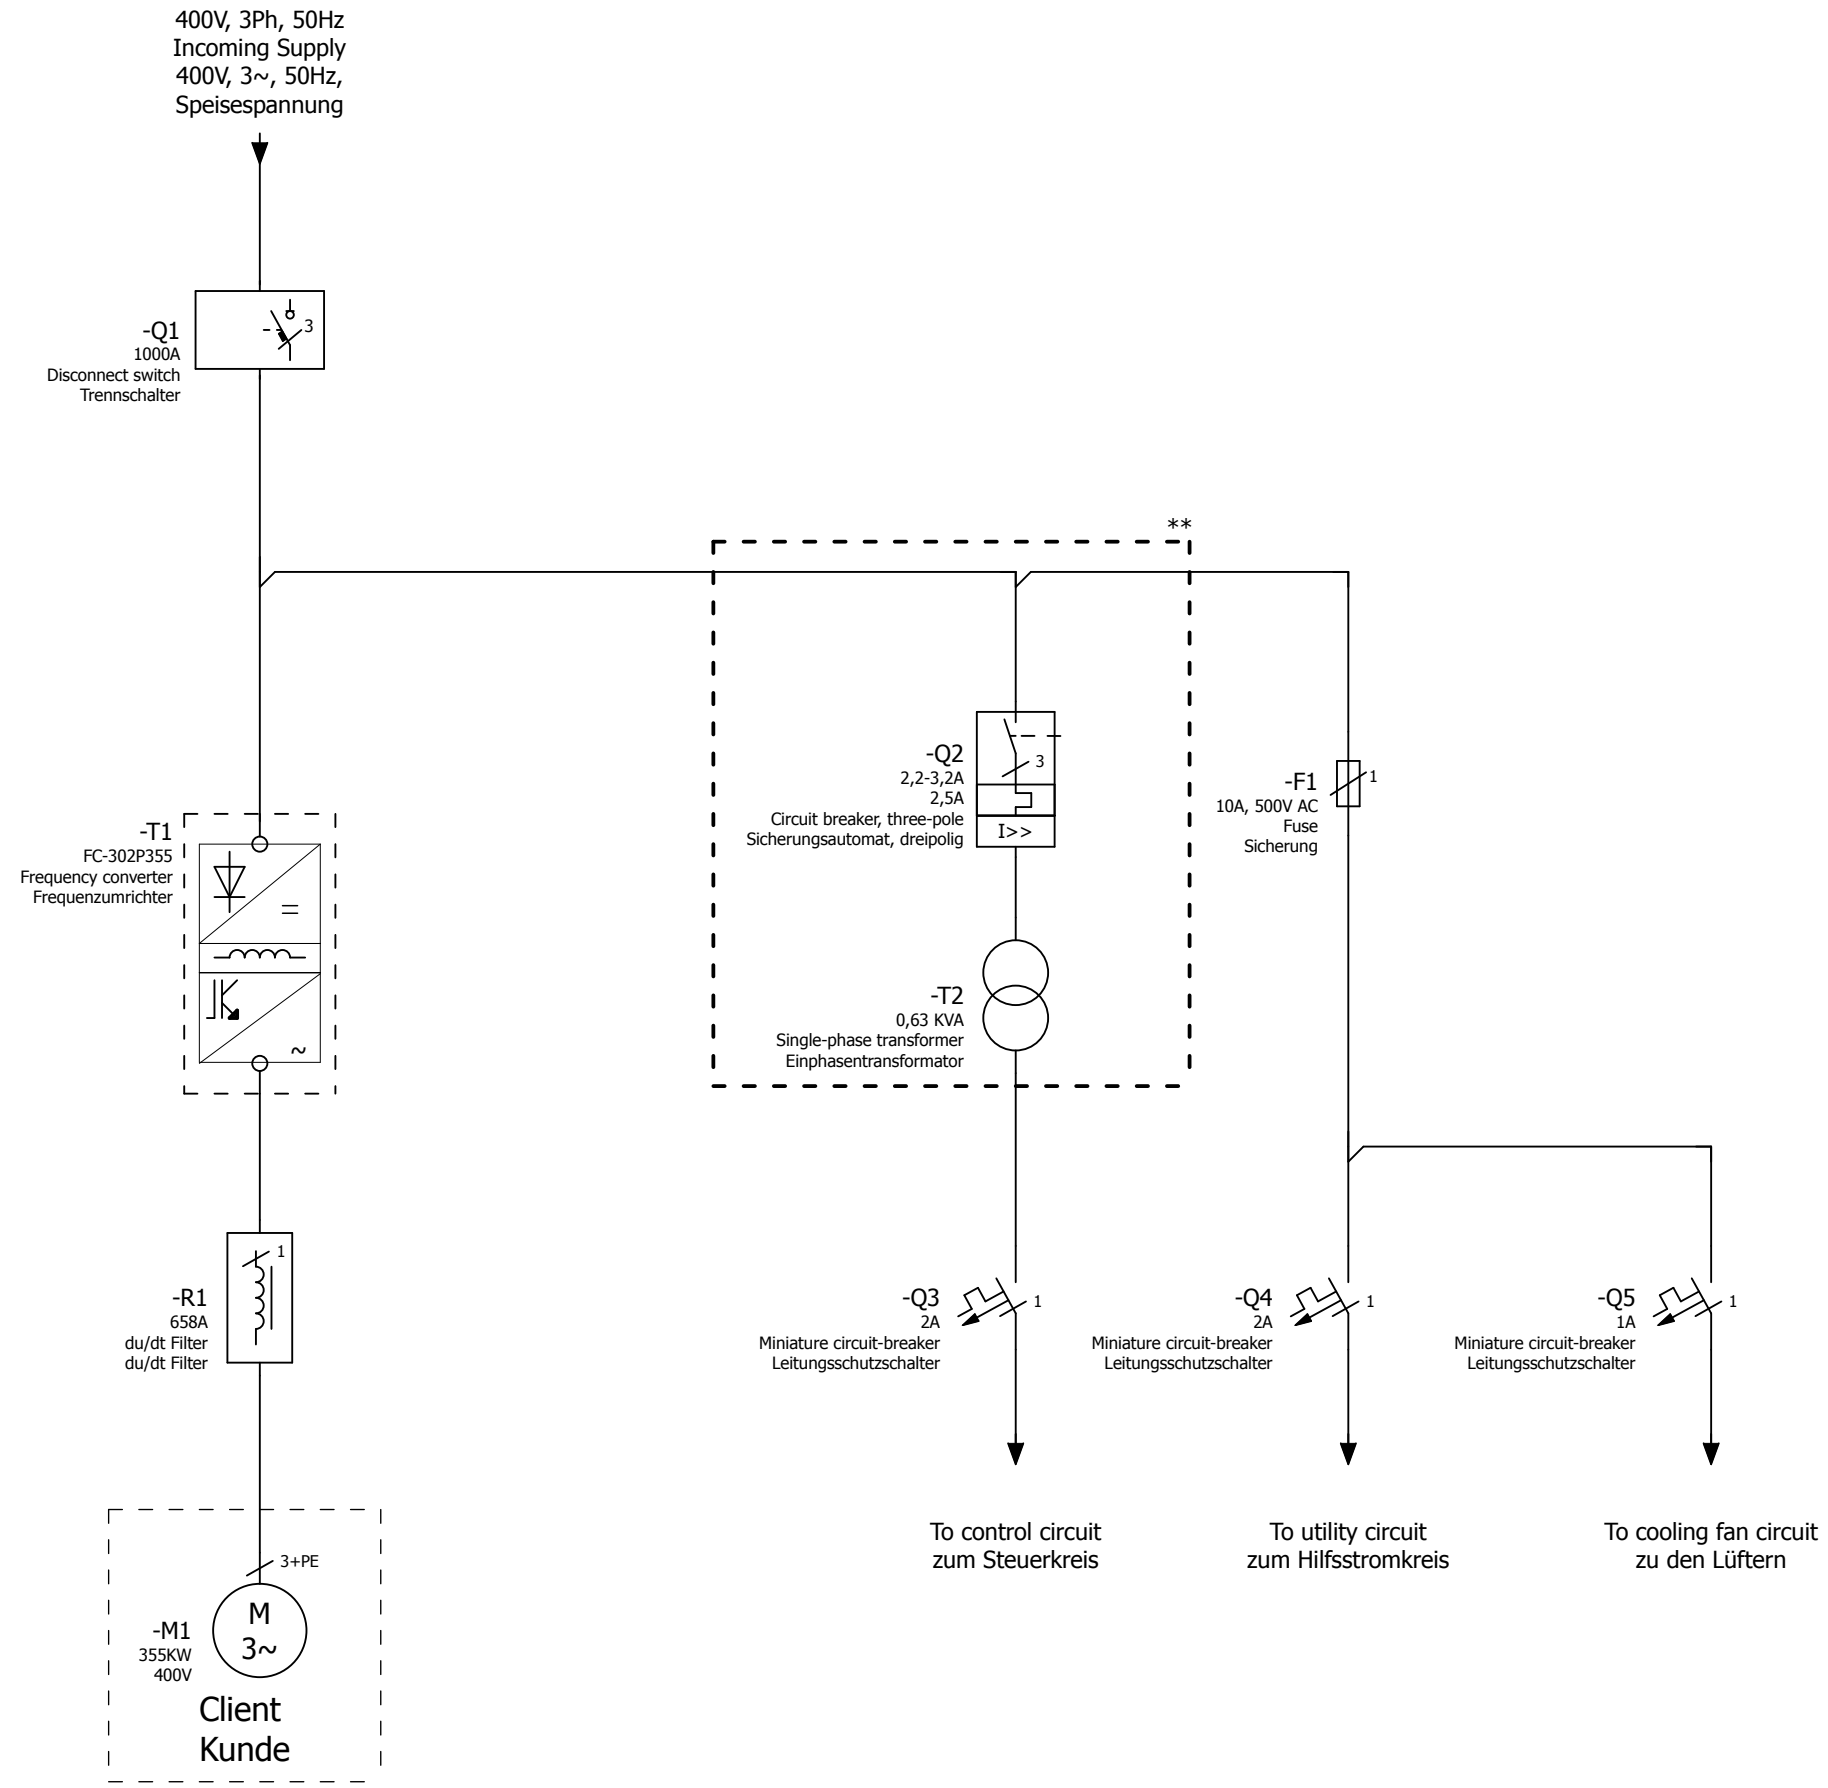 400V, 3Ph, 50Hz
Incoming Supply
400V, 3~, 50Hz,
Speisespannung
-Q1
1000A
Disconnect switch
Trennschalter
3
**
-Q2
2,2-3,2A
2,5A
Circuit breaker, three-pole
Sicherungsautomat, dreipolig
3
I>>
-F1
10A, 500V AC
Fuse
Sicherung
1
-T1
FC-302P355
Frequency converter
Frequenzumrichter
=
~
-T2
0,63 KVA
Single-phase transformer
Einphasentransformator
-R1
658A
du/dt Filter
du/dt Filter
1
-Q3
2A
Miniature circuit-breaker
Leitungsschutzschalter
1
-Q4
2A
Miniature circuit-breaker
Leitungsschutzschalter
1
-Q5
1A
Miniature circuit-breaker
Leitungsschutzschalter
1
To control circuit
zum Steuerkreis
To utility circuit
zum Hilfsstromkreis
To cooling fan circuit
zu den Lüftern
3+PE
-M1
355KW
400V
M
3~
Client
Kunde